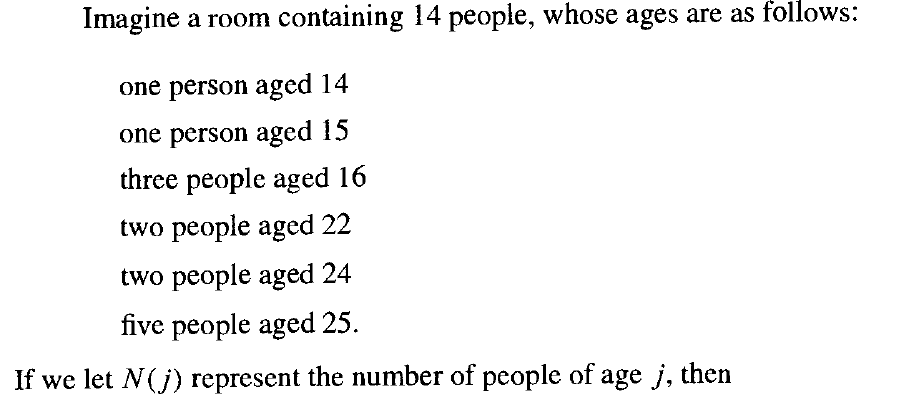 Imagine a room containing 14 people, whose ages are as follows:
one person aged 14
one person aged 15
three people aged 16
two people aged 22
two people aged 24
five people aged 25.
If we let N(j) represent the number of people of age j, then